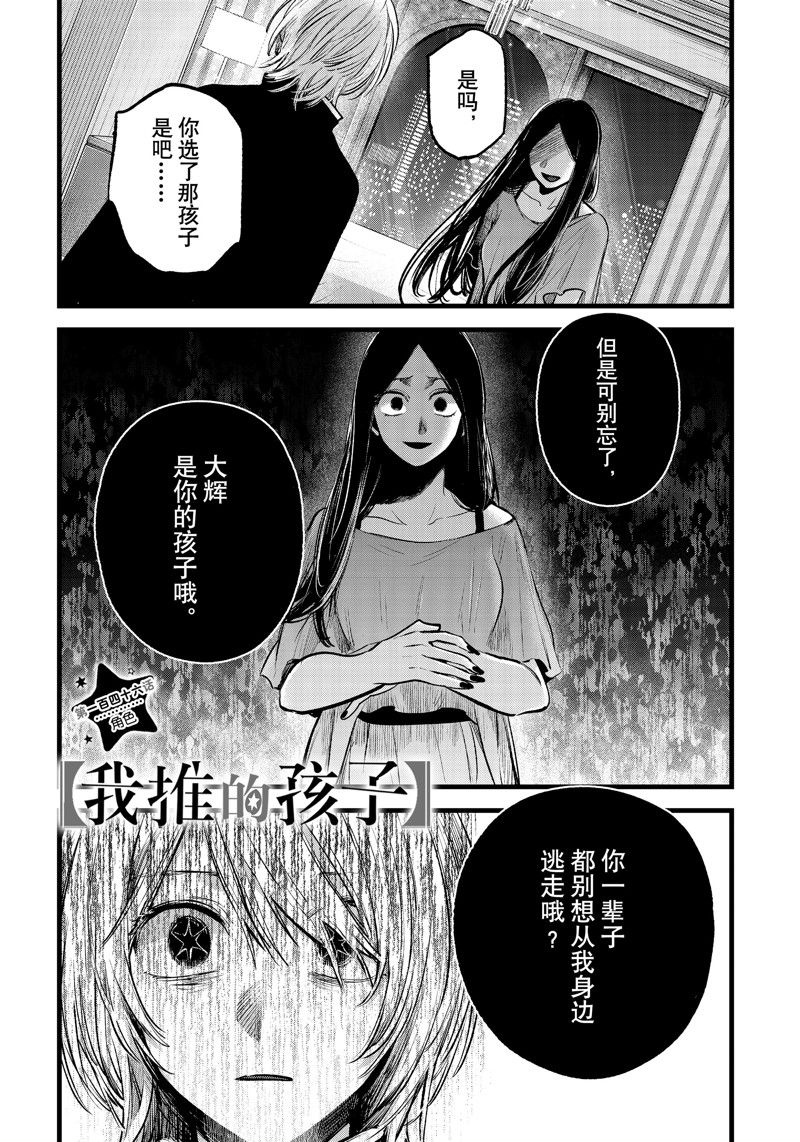 是吗，
你选了那孩子
是吧……
但是可别忘了，
大辉
是你的孩子哦。
第一百四十六话
………………
角色
【我推的孩子】
你一辈子
都别想从我身边
逃走哦？